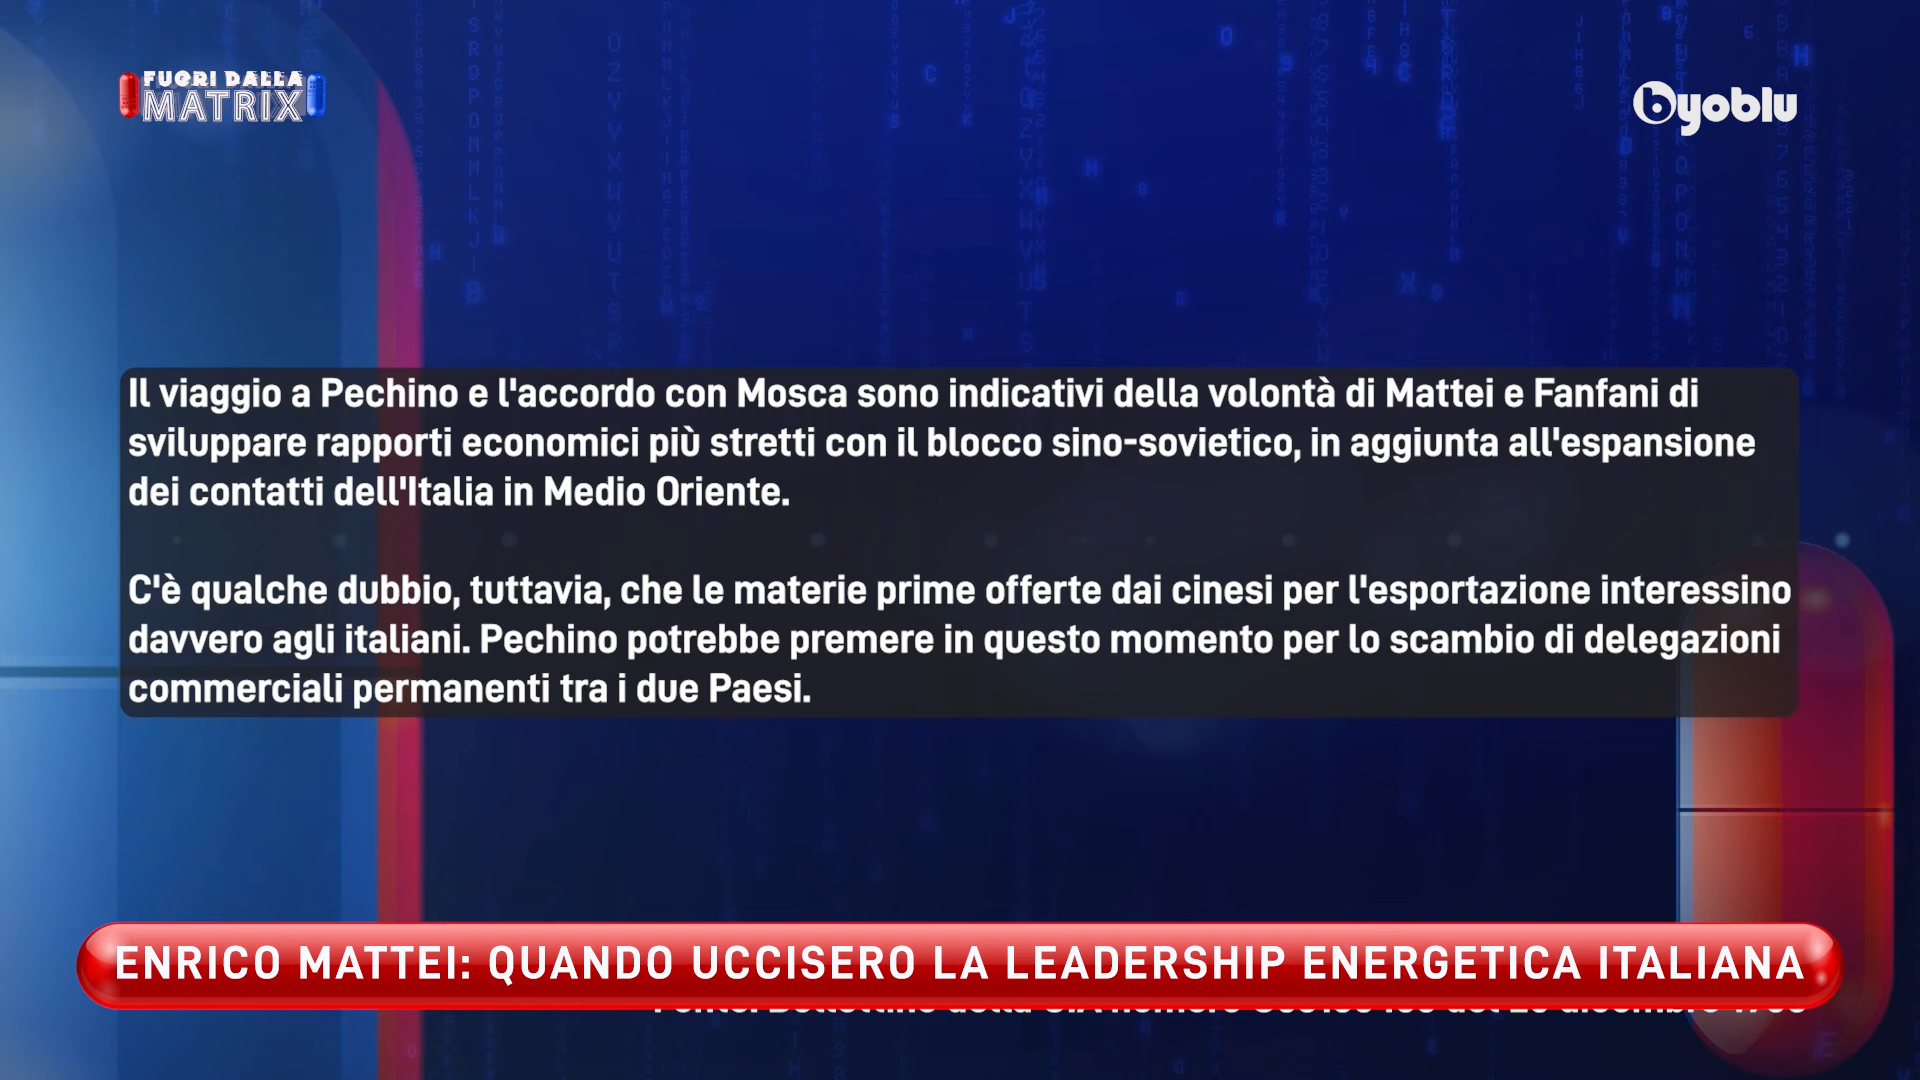 FUORI DALLA
MATRIX
byoblu
Il viaggio a Pechino e l'accordo con Mosca sono indicativi della volontà di Mattei e Fanfani di
sviluppare rapporti economici più stretti con il blocco sino-sovietico, in aggiunta all'espansione
dei contatti dell'Italia in Medio Oriente.
C'è qualche dubbio, tuttavia, che le materie prime offerte dai cinesi per l'esportazione interessino
davvero agli italiani. Pechino potrebbe premere in questo momento per lo scambio di delegazioni
commerciali permanenti tra i due Paesi.
ENRICO MATTEI: QUANDO UCCISERO LA LEADERSHIP ENERGETICA ITALIANA